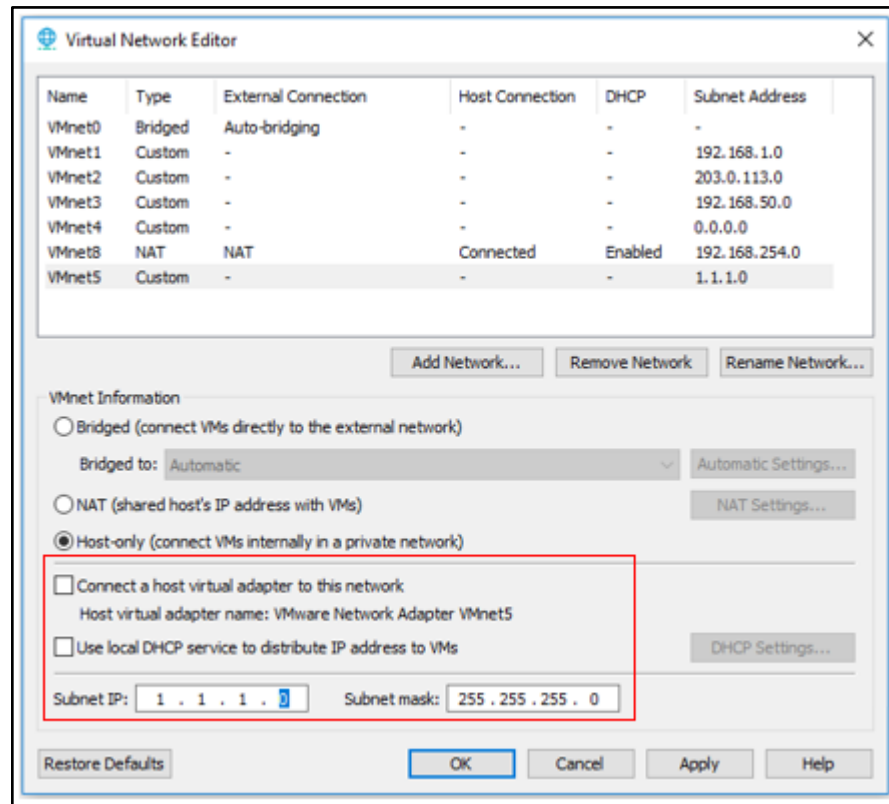 Virtual Network Editor
Name Type External Connection Host Connection DHCP Subnet Address
VMnet0 Bridged Auto-bridging - - -
VMnet1 Custom - - - 192.168.1.0
VMnet2 Custom - - - 203.0.113.0
VMnet3 Custom - - - 192.168.50.0
VMnet4 Custom - - - 0.0.0.0
VMnet8 NAT NAT Connected Enabled 192.168.254.0
VMnet5 Custom - - - 1.1.1.0
Add Network... Remove Network Rename Network...
VMnet Information
Bridged (connect VMs directly to the external network)
Bridged to: Automatic Automatic Settings...
NAT (shared host's IP address with VMs) NAT Settings...
Host-only (connect VMs internally in a private network)
Connect a host virtual adapter to this network
Host virtual adapter name: VMware Network Adapter VMnet5
Use local DHCP service to distribute IP address to VMs DHCP Settings...
Subnet IP: 1 . 1 . 1 . 0 Subnet mask: 255 . 255 . 255 . 0
Restore Defaults OK Cancel Apply Help